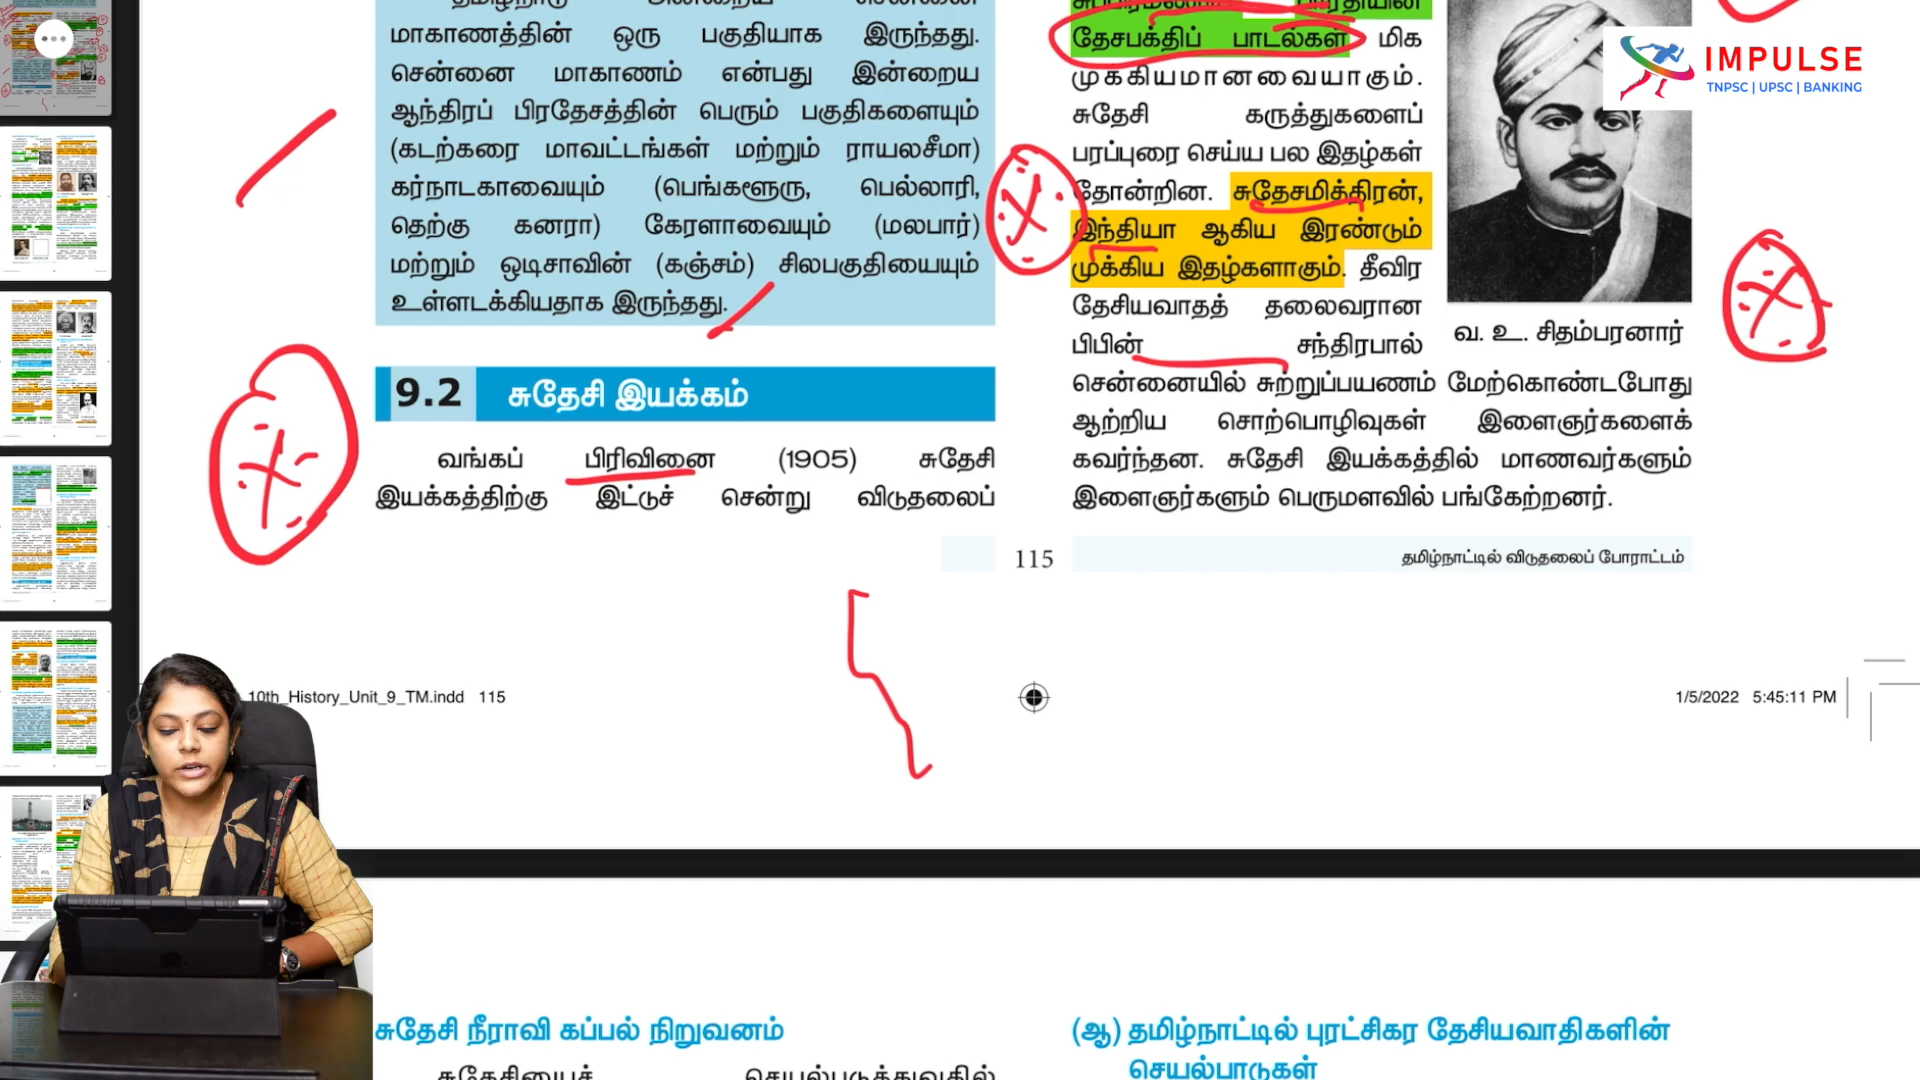 மாகாணத்தின் ஒரு பகுதியாக இருந்தது.
சென்னை மாகாணம் என்பது இன்றைய
ஆந்திரப் பிரதேசத்தின் பெரும் பகுதிகளையும்
(கடற்கரை மாவட்டங்கள் மற்றும் ராயலசீமா)
கர்நாடகாவையும் (பெங்களூரு, பெல்லாரி,
தெற்கு கனரா) கேரளாவையும் (மலபார்)
மற்றும் ஒடிசாவின் (கஞ்சம்) சிலபகுதியையும்
உள்ளடக்கியதாக இருந்தது.
9.2 சுதேசி இயக்கம்
வங்கப் பிரிவினை (1905) சுதேசி
இயக்கத்திற்கு இட்டுச் சென்று விடுதலைப்
தேசபக்திப் பாடல்கள் மிக
முக்கியமானவையாகும்.
சுதேசி கருத்துகளைப்
பரப்புரை செய்ய பல இதழ்கள்
தோன்றின. சுதேசமித்திரன்,
இந்தியா ஆகிய இரண்டும்
முக்கிய இதழ்களாகும். தீவிர
தேசியவாதத் தலைவரான
பிபின் சந்திரபால்
சென்னையில் சுற்றுப்பயணம் மேற்கொண்டபோது
ஆற்றிய சொற்பொழிவுகள் இளைஞர்களைக்
கவர்ந்தன. சுதேசி இயக்கத்தில் மாணவர்களும்
இளைஞர்களும் பெருமளவில் பங்கேற்றனர்.
வ. உ. சிதம்பரனார்
IMPULSE
TNPSC | UPSC | BANKING
115
தமிழ்நாட்டில் விடுதலைப் போராட்டம்
10th_History_Unit_9_TM.indd 115
1/5/2022 5:45:11 PM
சுதேசி நீராவி கப்பல் நிறுவனம்
(ஆ) தமிழ்நாட்டில் புரட்சிகர தேசியவாதிகளின்
செயல்பாடுகள்